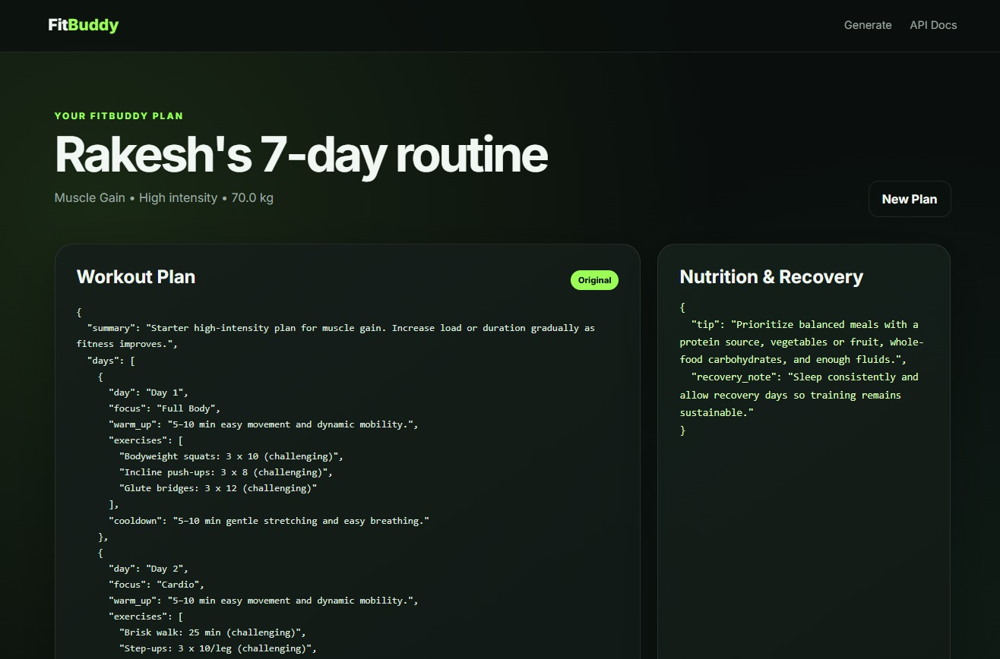 FitBuddy
Generate
API Docs
YOUR FITBUDDY PLAN
Rakesh's 7-day routine
Muscle Gain • High intensity • 70.0 kg
New Plan
Workout Plan
Original
{
  "summary": "Starter high-intensity plan for muscle gain. Increase load or duration gradually as
fitness improves.",
  "days": [
    {
      "day": "Day 1",
      "focus": "Full Body",
      "warm_up": "5–10 min easy movement and dynamic mobility.",
      "exercises": [
        "Bodyweight squats: 3 x 10 (challenging)",
        "Incline push-ups: 3 x 8 (challenging)",
        "Glute bridges: 3 x 12 (challenging)"
      ],
      "cooldown": "5–10 min gentle stretching and easy breathing."
    },
    {
      "day": "Day 2",
      "focus": "Cardio",
      "warm_up": "5–10 min easy movement and dynamic mobility.",
      "exercises": [
        "Brisk walk: 25 min (challenging)",
        "Step-ups: 3 x 10/leg (challenging)",
Nutrition & Recovery
{
  "tip": "Prioritize balanced meals with a
protein source, vegetables or fruit, whole-
food carbohydrates, and enough fluids.",
  "recovery_note": "Sleep consistently and
allow recovery days so training remains
sustainable."
}